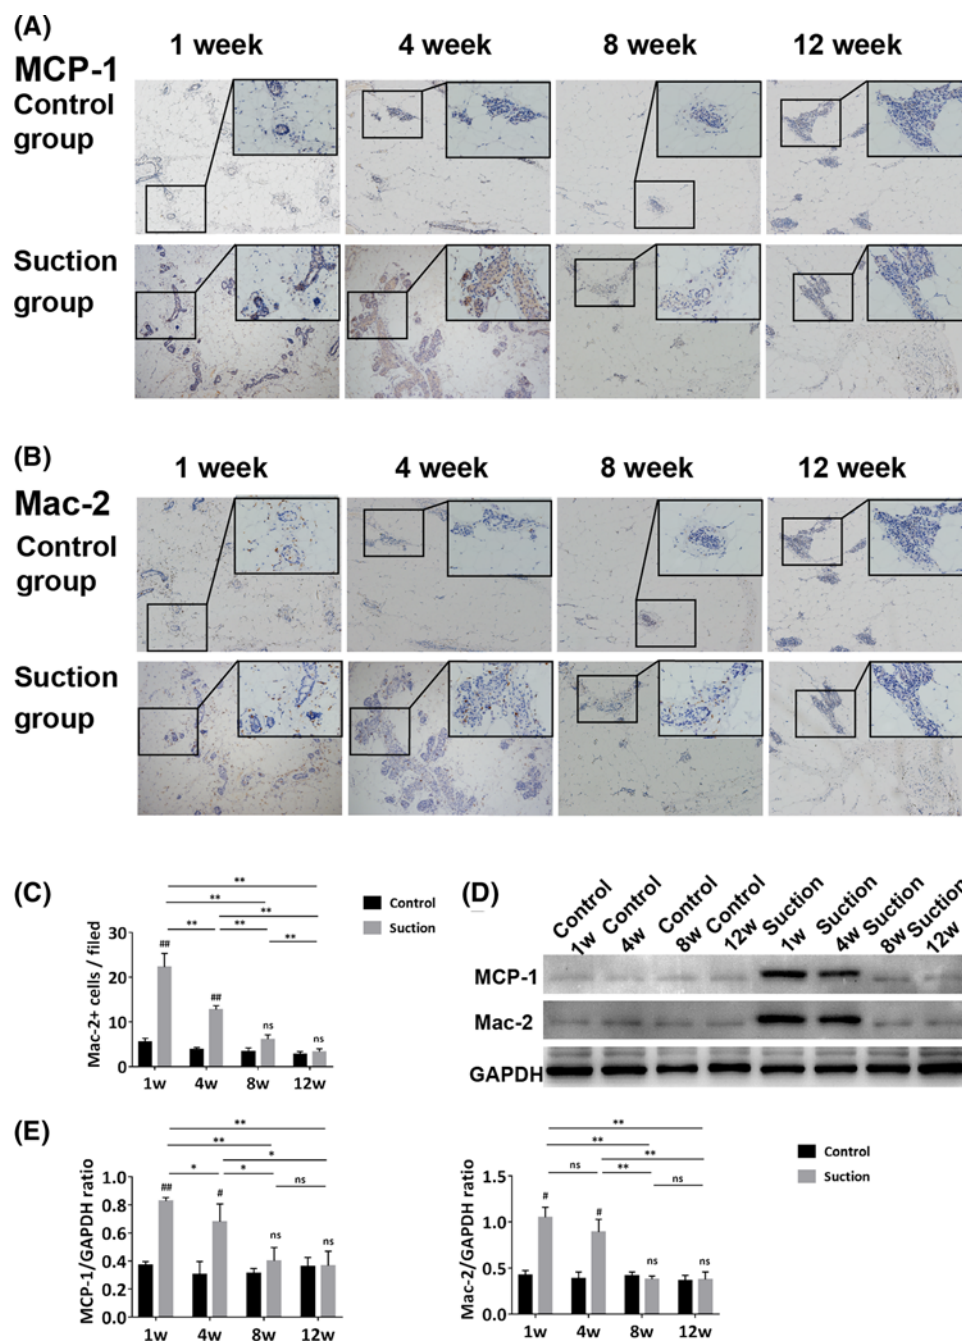 (A)
1 week 4 week 8 week 12 week
MCP-1
Control
group
Suction
group
(B)
1 week 4 week 8 week 12 week
Mac-2
Control
group
Suction
group
(C)
Mac-2+ cells / filed
30
20
10
0
** 
**
**
** ** **
##
##
ns
ns
1w 4w 8w 12w
Control
Suction
(D)
Control 1w Control 4w Control 8w Control 12w Suction 1w Suction 4w Suction 8w Suction 12w
MCP-1
Mac-2
GAPDH
(E)
MCP-1/GAPDH ratio
1.0
0.8
0.6
0.4
0.2
0.0
**
**
*
* * ns
##
#
ns
ns
1w 4w 8w 12w
Mac-2/GAPDH ratio
1.5
1.0
0.5
0.0
**
**
**
ns ** ns
#
#
ns
ns
1w 4w 8w 12w
Control
Suction